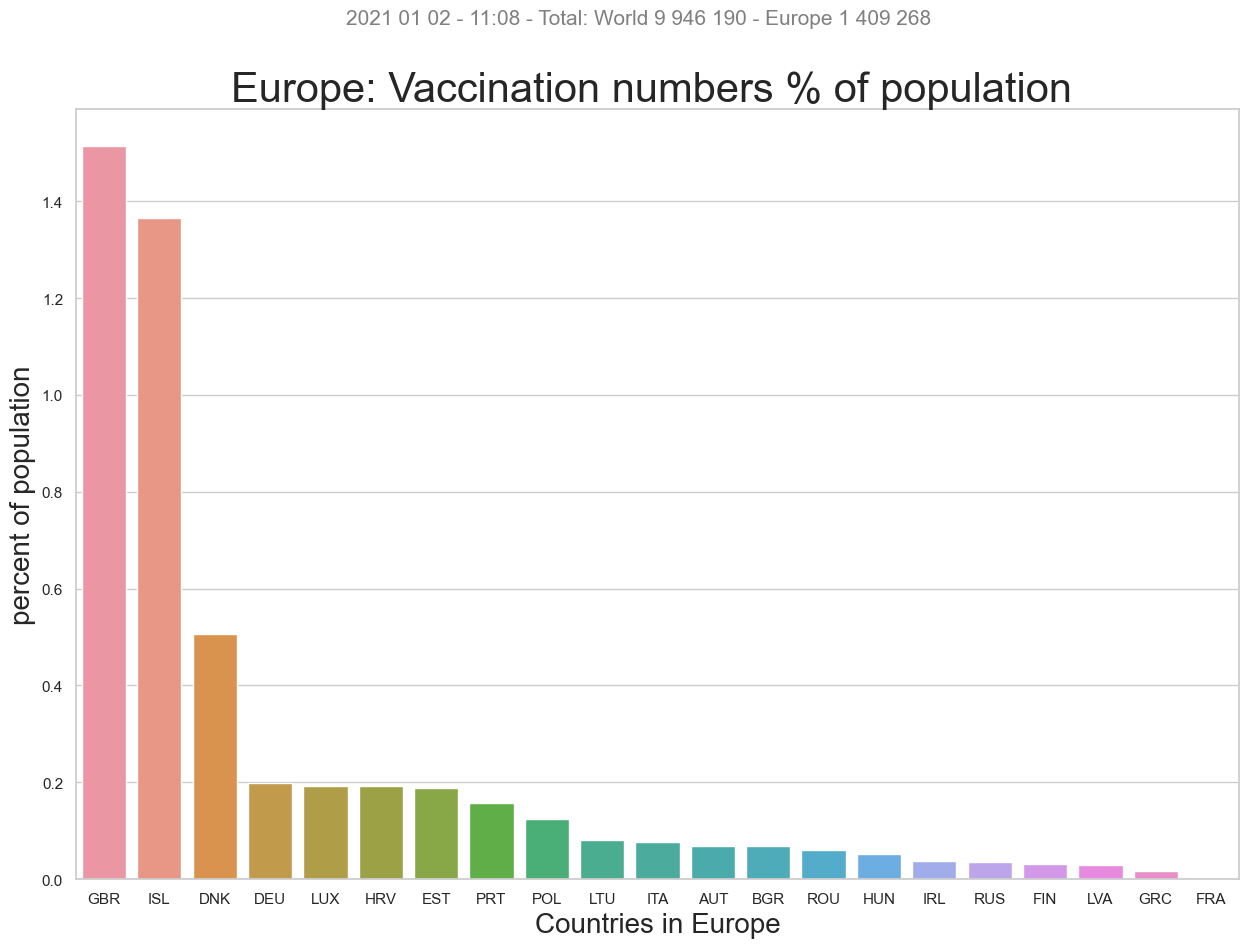 2021 01 02 - 11:08 - Total: World 9 946 190 - Europe 1 409 268
Europe: Vaccination numbers % of population
percent of population
1.4
1.2
1.0
0.8
0.6
0.4
0.2
0.0
GBR ISL DNK DEU LUX HRV EST PRT POL LTU ITA AUT BGR ROU HUN IRL RUS FIN LVA GRC FRA
Countries in Europe